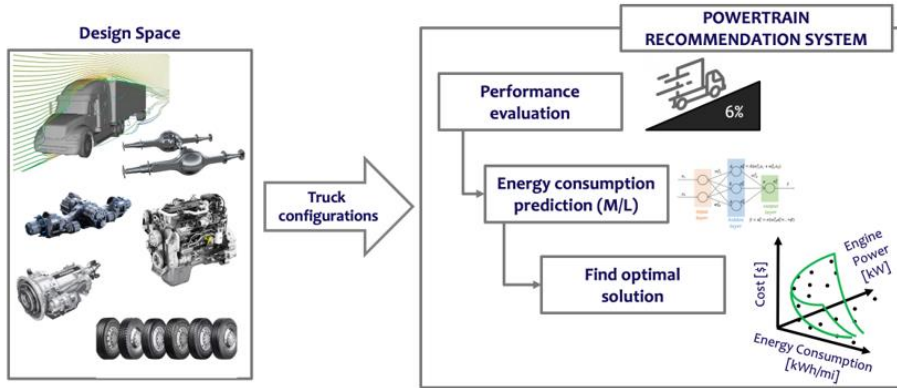 Design Space
Truck
configurations
POWERTRAIN
RECOMMENDATION SYSTEM
Performance
evaluation
6%
Energy consumption
prediction (M/L)
Find optimal
solution
Cost [$]
Engine
Power
[kW]
Energy Consumption
[kWh/mi]